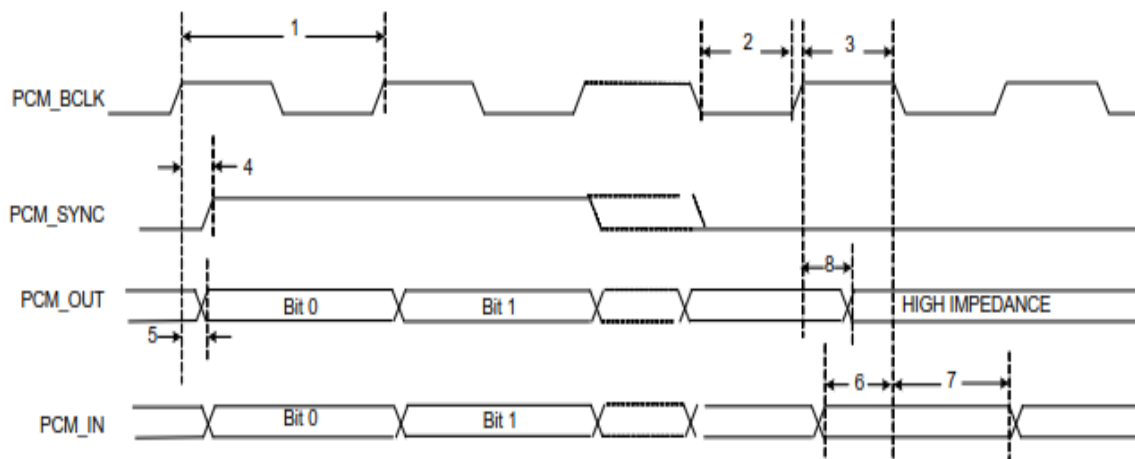 1
2
3
PCM_BCLK
4
PCM_SYNC
8
PCM_OUT
Bit 0
Bit 1
HIGH IMPEDANCE
5
6
7
PCM_IN
Bit 0
Bit 1